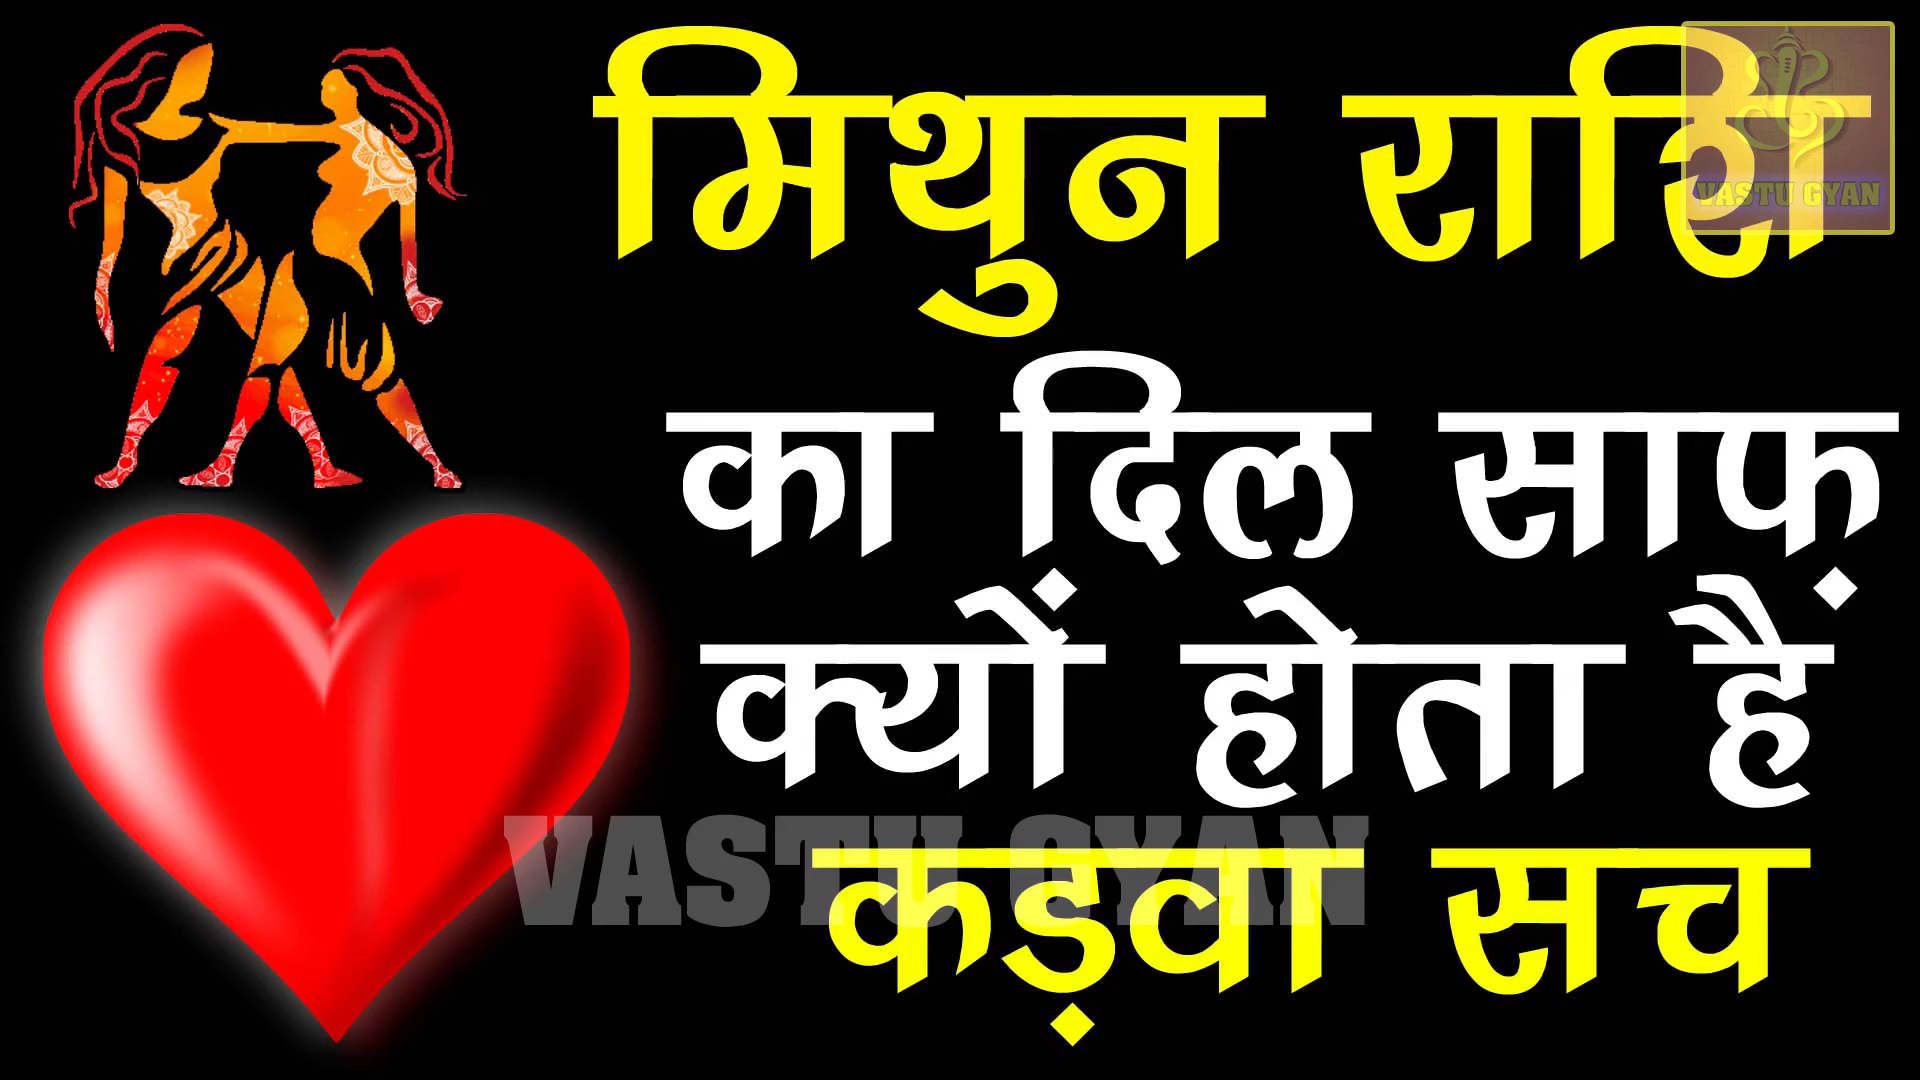 मिथुन राशि
VASTU GYAN
का दिल साफ
क्यों होता हैं
VASTU GYAN
कड़वा सच